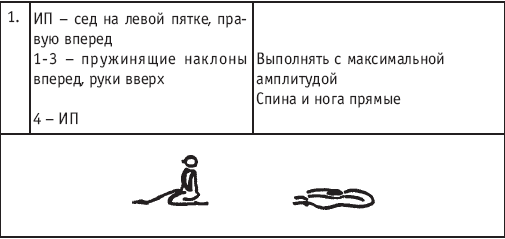 1. ИП – сед на левой пятке, пра-
вую вперед
1-3 – пружинящие наклоны
вперед, руки вверх
4 – ИП
Выполнять с максимальной
амплитудой
Спина и нога прямые